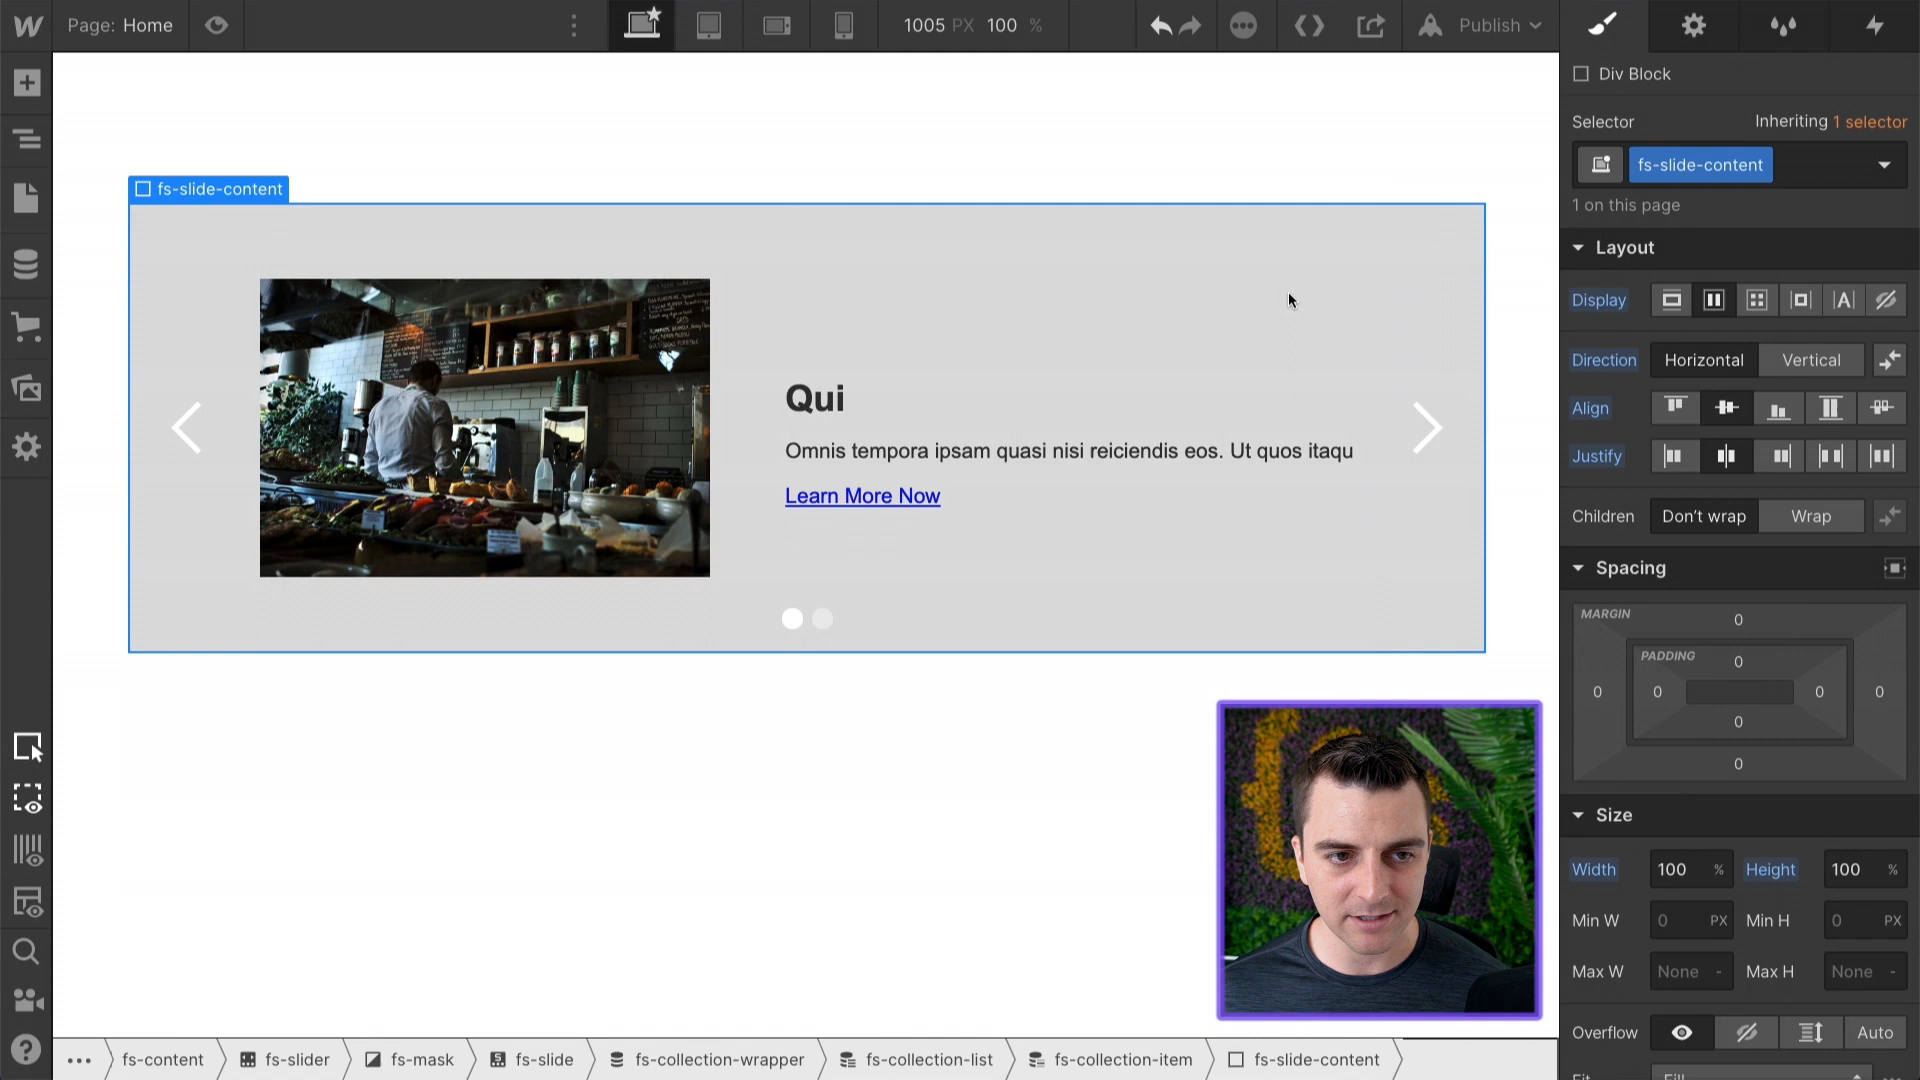 Page: Home
1005 PX 100 %
Publish
Div Block
Selector
Inheriting 1 selector
fs-slide-content
1 on this page
Layout
Display
Direction Horizontal Vertical
Align
Justify
Children Don't wrap Wrap
Spacing
MARGIN
0
PADDING
0
0 0 0 0
0
0
Size
Width 100 % Height 100 %
Min W 0 PX Min H 0 PX
Max W None - Max H None -
Overflow Auto
fs-slide-content
Qui
Omnis tempora ipsam quasi nisi reiciendis eos. Ut quos itaqu
Learn More Now
fs-content fs-slider fs-mask fs-slide fs-collection-wrapper fs-collection-list fs-collection-item fs-slide-content